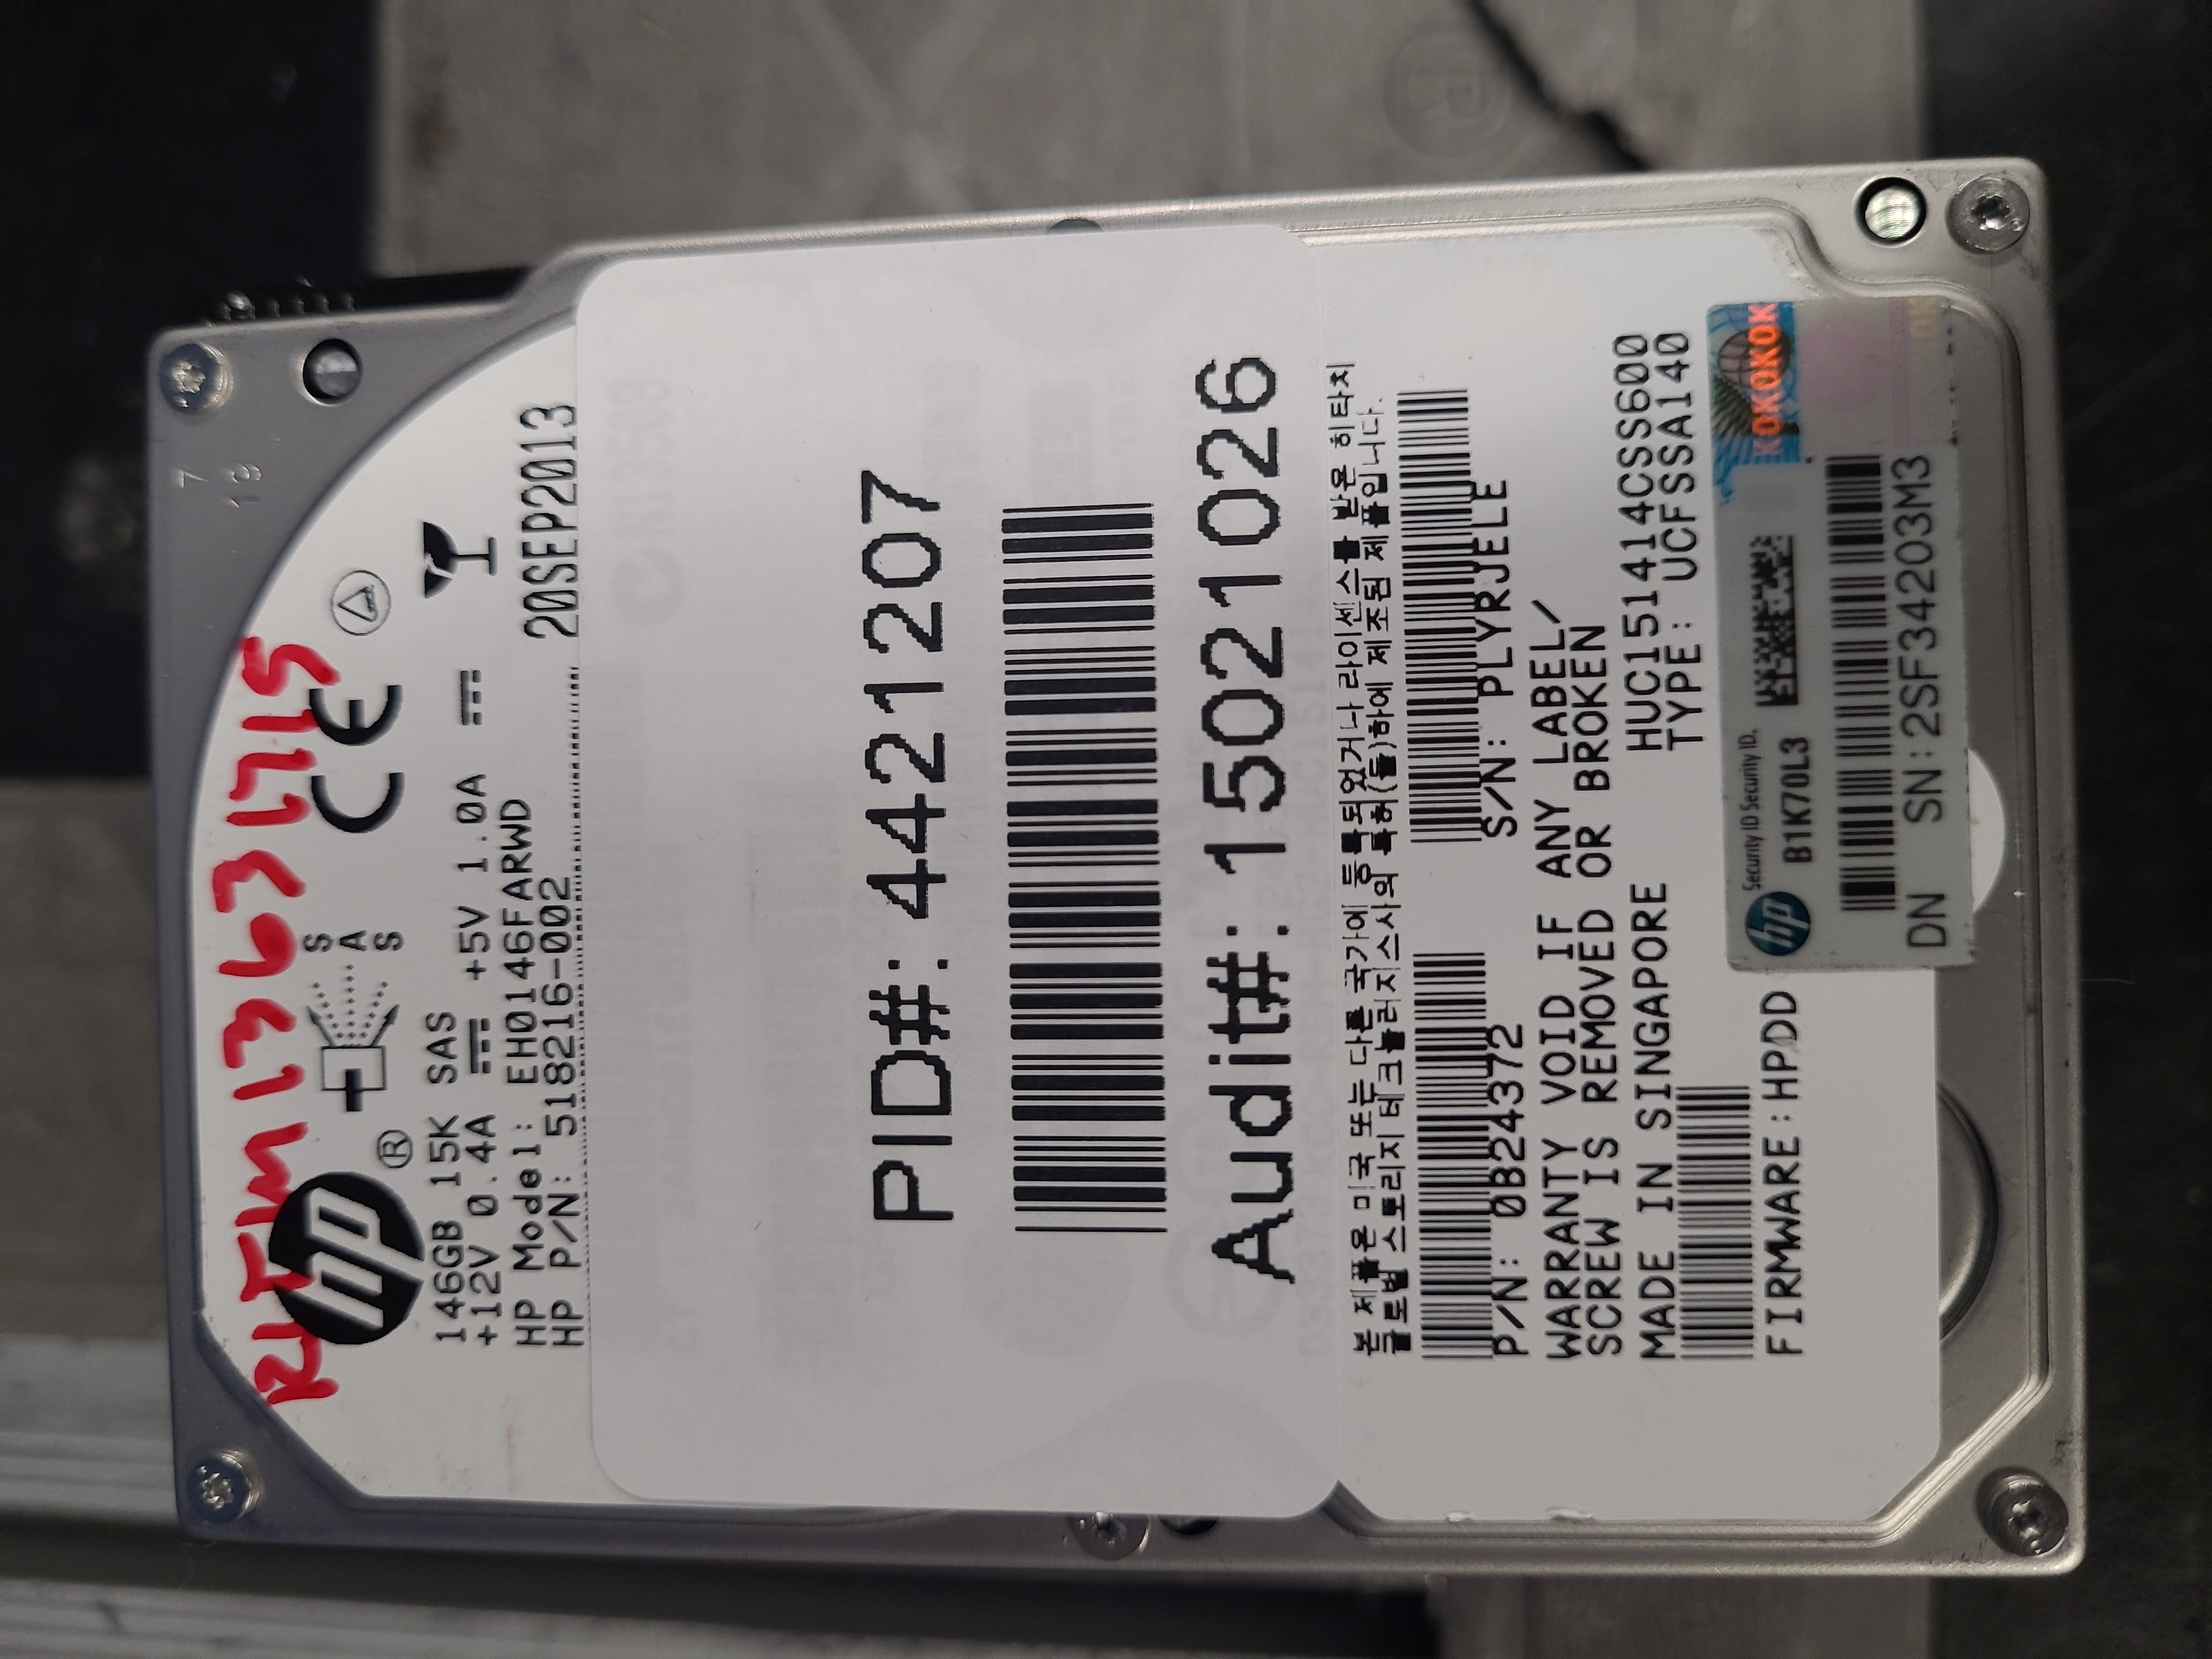 7
19
RITM1363 1715
hp ®
SAS
CE
146GB 15K SAS
+12V 0.4A +5V 1.0A
HP Model: EH0146FARWD
HP P/N: 518216-002
20SEP2013
N13508
PID#: 4421207
Audit#: 15021026
본 제품은 미국 또는 다른 국가에 등록되었거나 라이센스를 받은 히타치
글로벌 스토리지 테크놀러지스사의 특허(들)하에 제조된 제품입니다.
P/N: 0B24372
S/N: PLYRJELE
WARRANTY VOID IF ANY LABEL/
SCREW IS REMOVED OR BROKEN
MADE IN SINGAPORE
HUC151414CSS600
TYPE: UCFSSA140
FIRMWARE:HPDD
hp
Security ID Security ID.
B1K70L3
KOKOKOK
DN SN:2SF34203M3